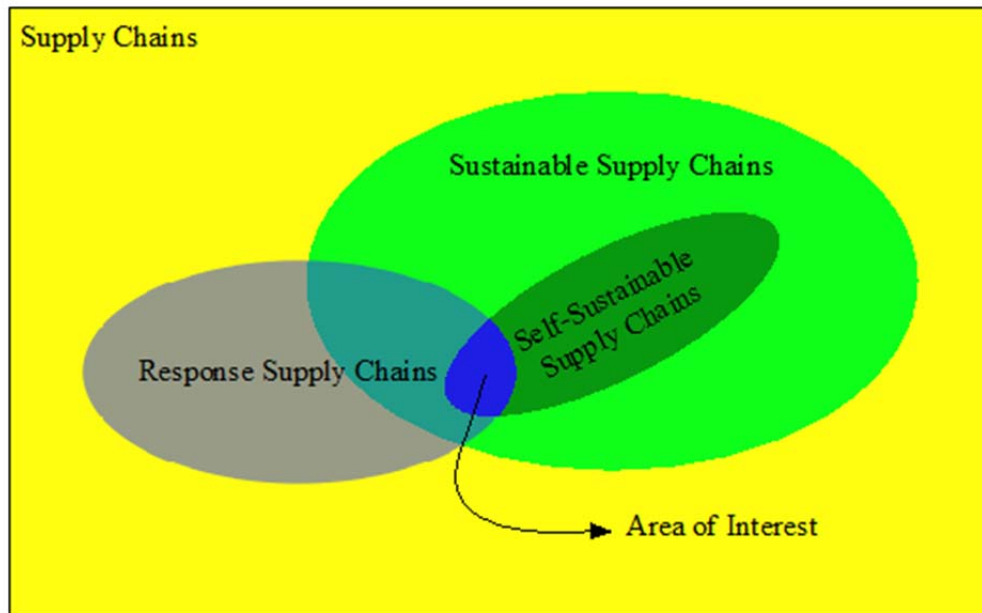 Supply Chains
Sustainable Supply Chains
Self-Sustainable
Supply Chains
Response Supply Chains
Area of Interest